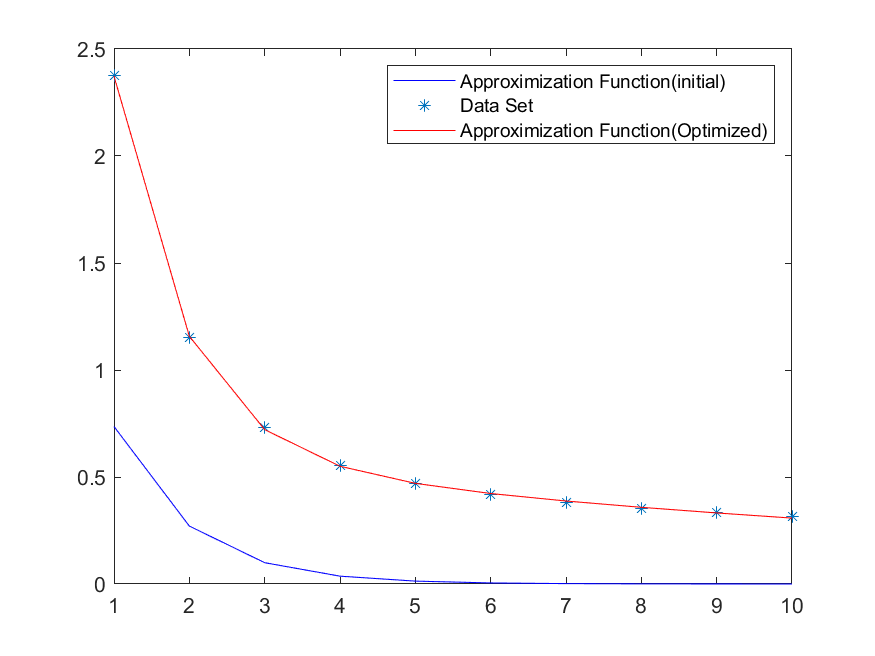 2.5
Approximization Function(initial)
Data Set
Approximization Function(Optimized)
2
1.5
1
0.5
0
1 2 3 4 5 6 7 8 9 10